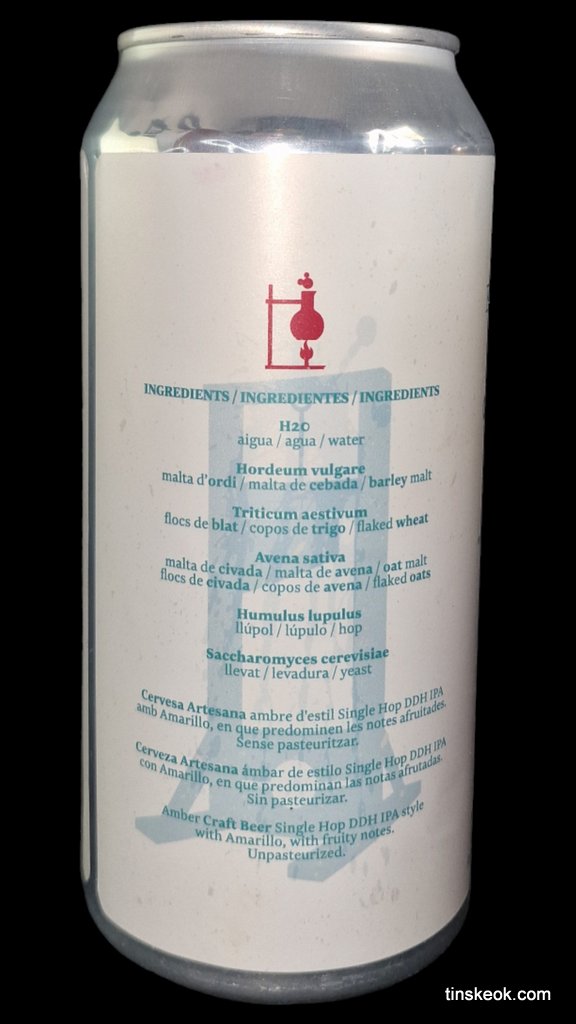 INGREDIENTS / INGREDIENTES / INGREDIENTS
H2O
aigua / agua / water
Hordeum vulgare
malta d'ordi / malta de cebada / barley malt
Triticum aestivum
flocs de blat / copos de trigo / flaked wheat
Avena sativa
malta de civada / malta de avena / oat malt
flocs de civada / copos de avena / flaked oats
Humulus lupulus
llúpol / lúpulo / hop
Saccharomyces cerevisiae
llevat / levadura / yeast
Cervesa Artesana ambre d'estil Single Hop DDH IPA
amb Amarillo, en que predominen les notes afruitades.
Sense pasteuritzar.
Cerveza Artesana ámbar de estilo Single Hop DDH IPA
con Amarillo, en que predominan las notas afrutadas.
Sin pasteurizar.
Amber Craft Beer Single Hop DDH IPA style
with Amarillo, with fruity notes.
Unpasteurized.
tinskeok.com